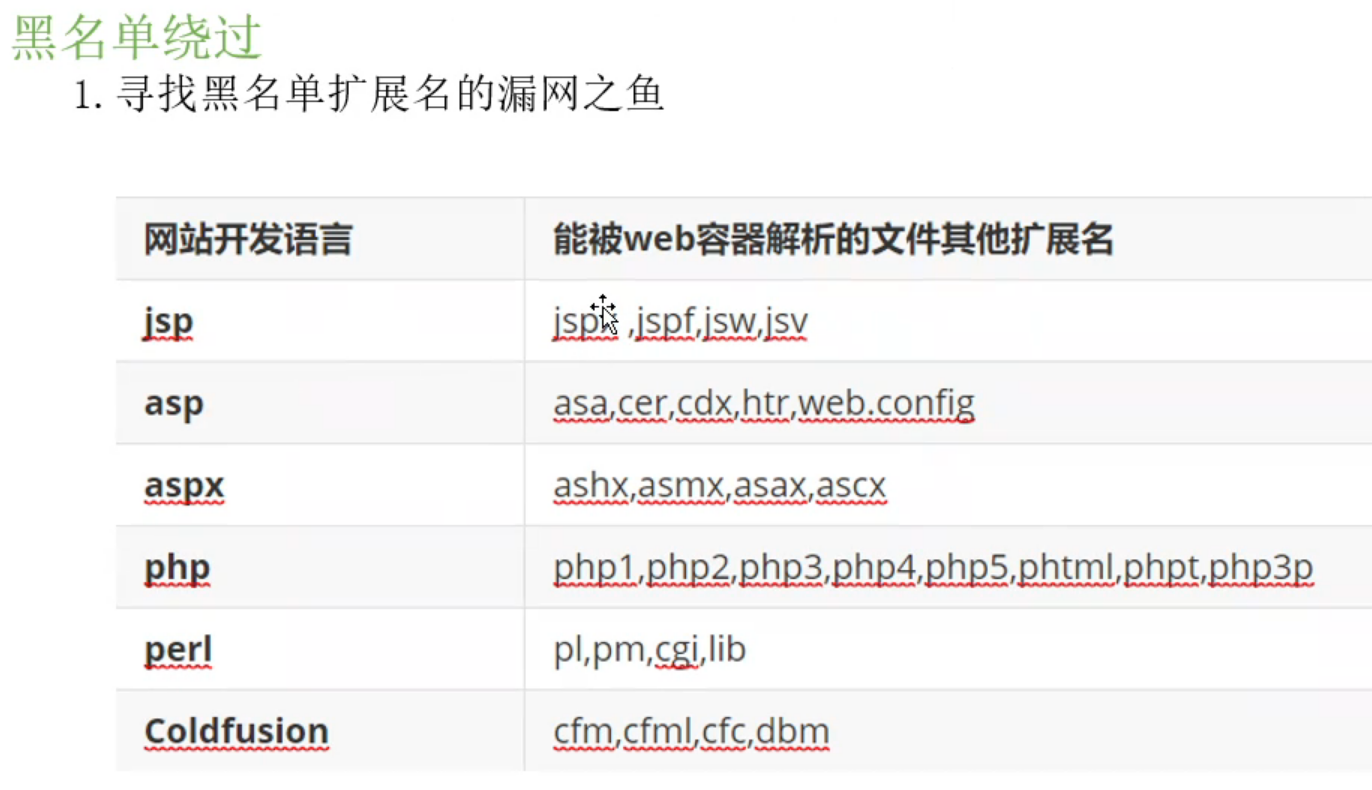 黑名单绕过
1. 寻找黑名单扩展名的漏网之鱼
网站开发语言 能被web容器解析的文件其他扩展名
jsp ,jspf,jsw,jsv
asp asa,cer,cdx,htr,web.config
aspx ashx,asmx,asax,ascx
php php1,php2,php3,php4,php5,phtml,phpt,php3p
perl pl,pm,cgi,lib
Coldfusion cfm,cfml,cfc,dbm